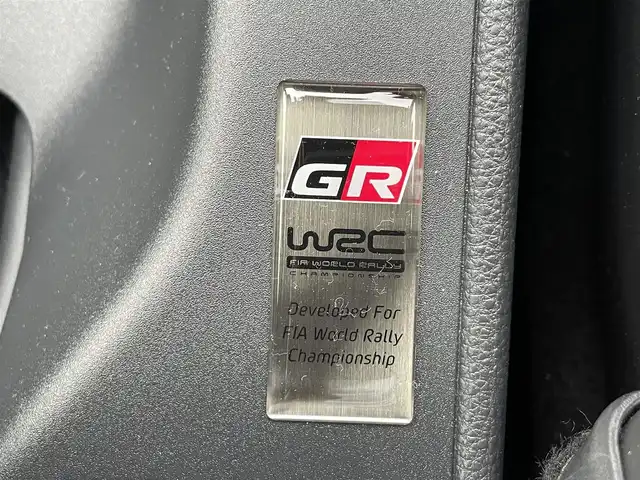 GR
WRC
FIA WORLD RALLY
CHAMPIONSHIP
Developed For
FIA World Rally
Championship